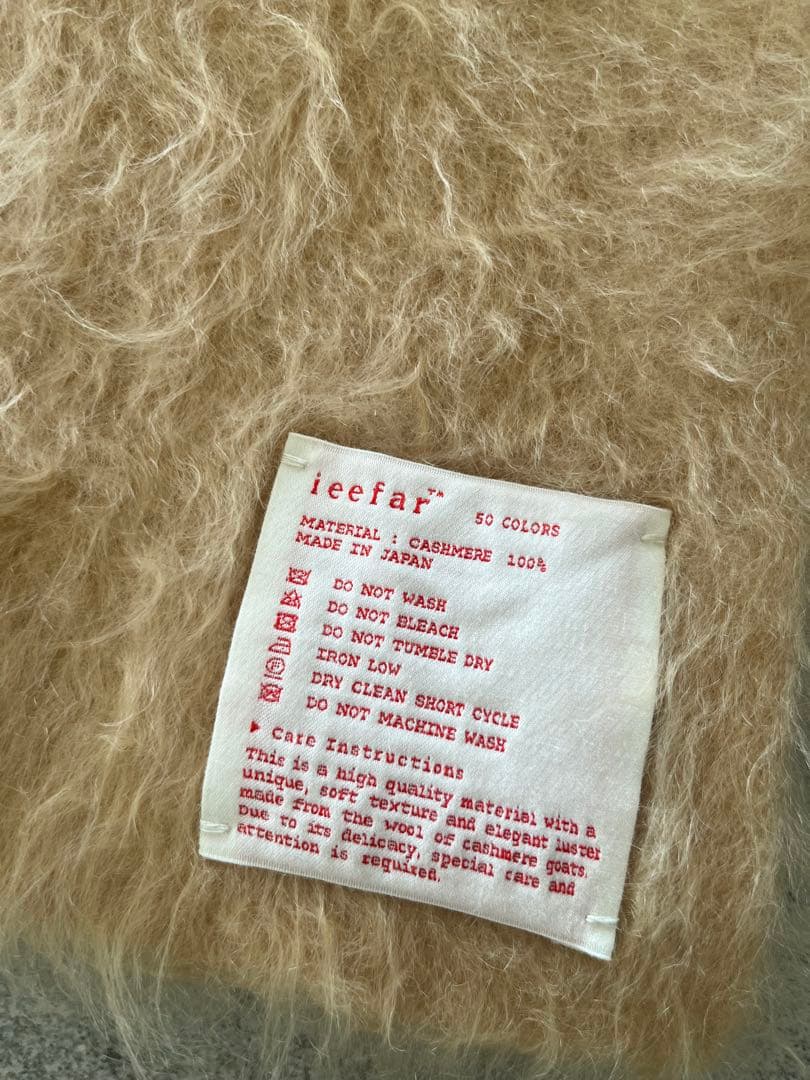 ieefar™ 50 COLORS
MATERIAL : CASHMERE 100%
MADE IN JAPAN
DO NOT WASH
DO NOT BLEACH
DO NOT TUMBLE DRY
IRON LOW
DRY CLEAN SHORT CYCLE
DO NOT MACHINE WASH
▶ Care Instructions
This is a high quality material with a
unique, soft texture and elegant luster
made from the wool of cashmere goats.
Due to its delicacy, special care and
attention is required.